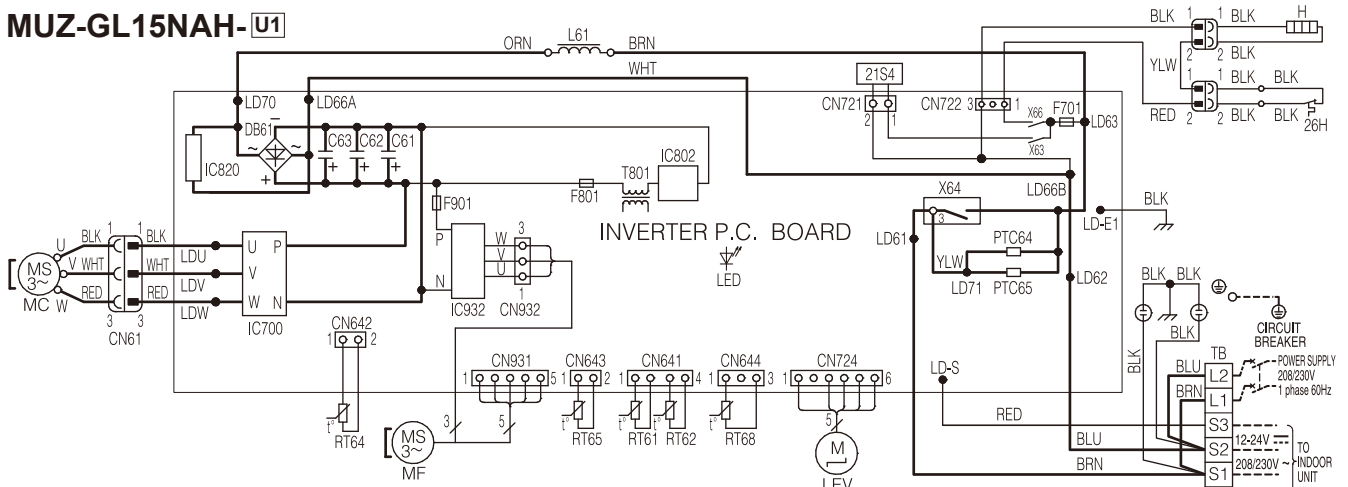 MUZ-GL15NAH- U1
ORN L61 BRN
WHT
BLK 1 1 BLK H
2 2 BLK
YLW
1 1 BLK BLK
RED 2 2 BLK BLK 26H
21S4
CN721
2 1
CN722 3 1
X66 F701
X63
LD63
LD70 LD66A
DB61 −
~ ~
+
IC820
C63 C62 C61
+ + +
T801 IC802
F801
F901
X64
3
LD66B
LD61
PTC64
YLW
LD71 PTC65
LD62
LD-E1 BLK
INVERTER P.C. BOARD
LED
P
N
IC932
W 3
V
U
1
CN932
1 1
U BLK BLK LDU U P
MS
3~
V WHT WHT LDV V
MC
W RED RED LDW W N
3 3
CN61
IC700
CN642
1 2
t° RT64
CN931
1 5
3 5
MS
3~
MF
CN643
1 2
t° RT65
CN641
1 4
t° RT61 t° RT62
CN644
1 3
t° RT68
CN724
1 6
5
M
LEV
LD-S
RED
BLU
BRN
BLK BLK
BLK
BLK
CIRCUIT
BREAKER
TB
BLU L2 POWER SUPPLY
208/230V
BRN L1 1 phase 60Hz
S3
S2 12-24V
S1 208/230V ~
TO
INDOOR
UNIT